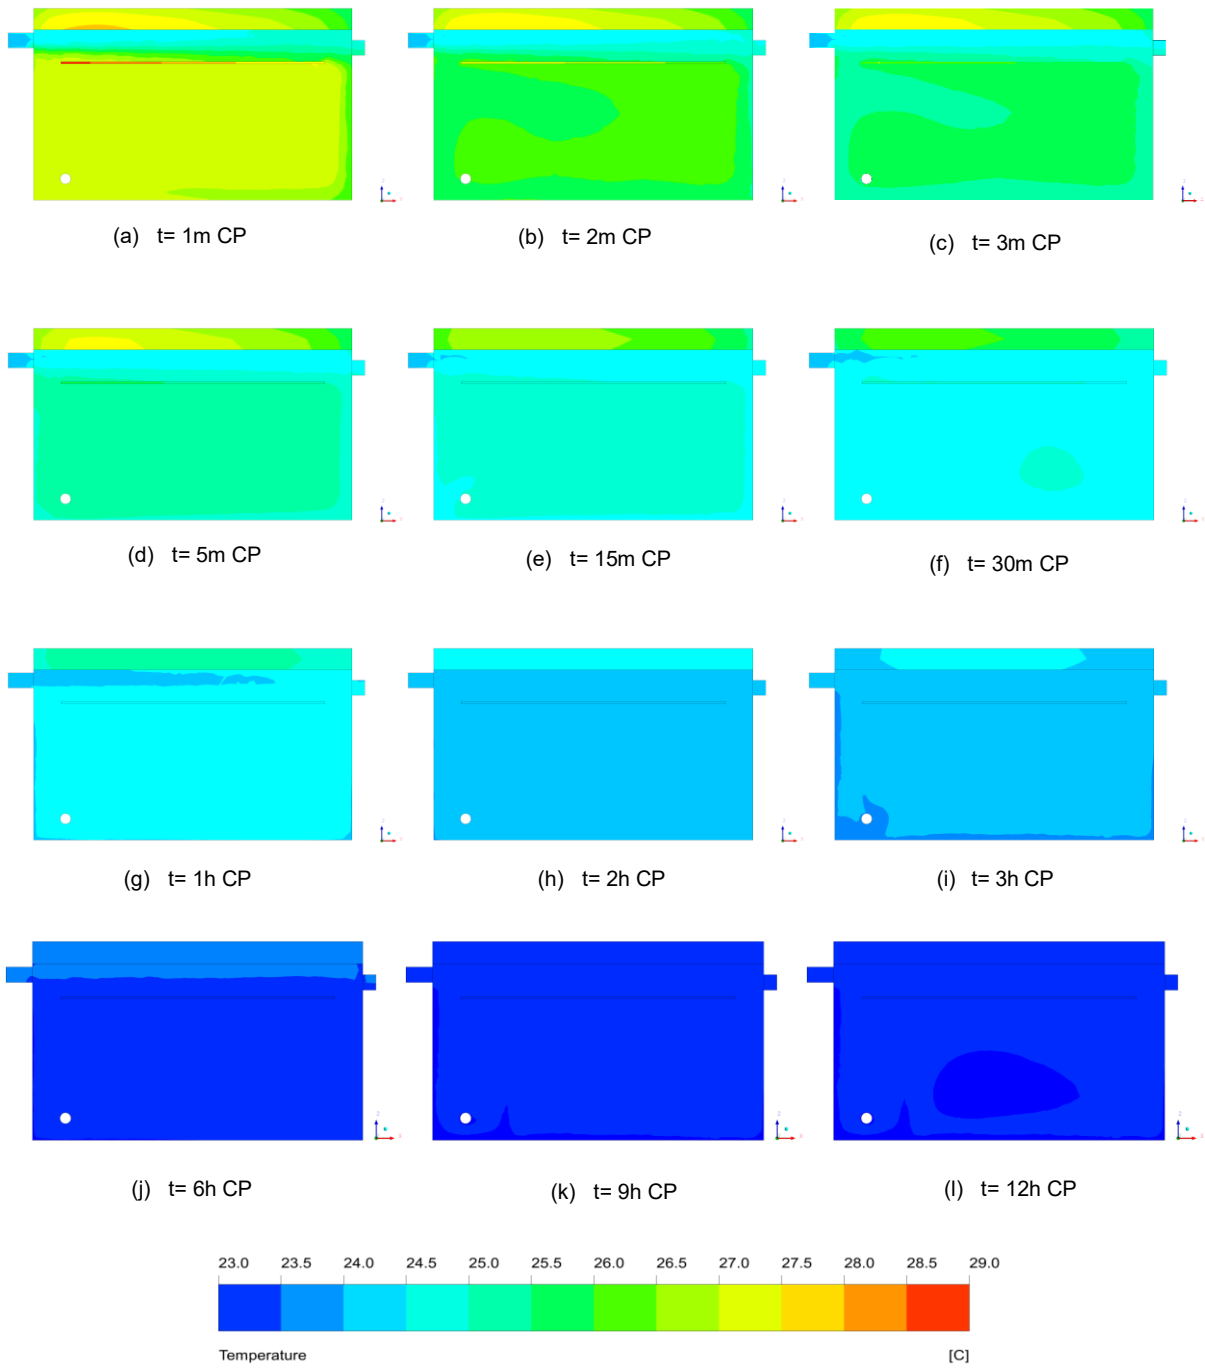 (a) t= 1m CP
(b) t= 2m CP
(c) t= 3m CP
(d) t= 5m CP
(e) t= 15m CP
(f) t= 30m CP
(g) t= 1h CP
(h) t= 2h CP
(i) t= 3h CP
(j) t= 6h CP
(k) t= 9h CP
(l) t= 12h CP
23.0 23.5 24.0 24.5 25.0 25.5 26.0 26.5 27.0 27.5 28.0 28.5 29.0
Temperature [C]